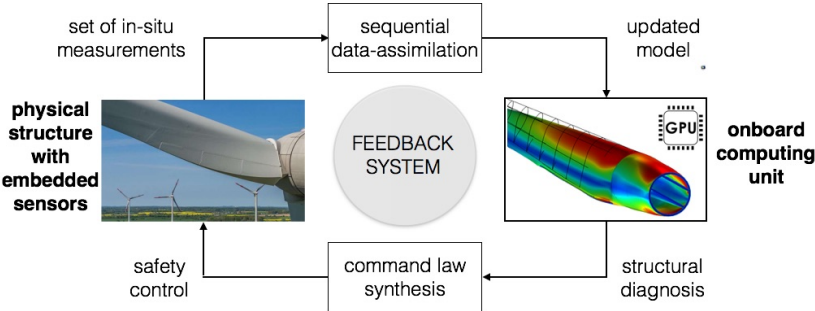 set of in-situ
measurements
sequential
data-assimilation
updated
model
physical
structure
with
embedded
sensors
FEEDBACK
SYSTEM
GPU
onboard
computing
unit
safety
control
command law
synthesis
structural
diagnosis